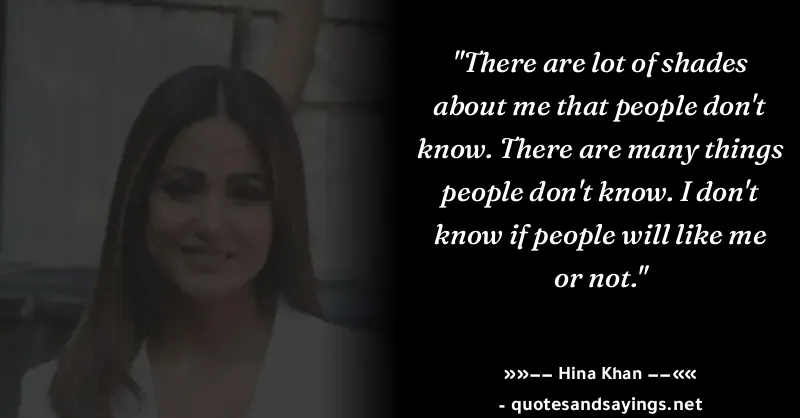 "There are lot of shades
about me that people don't
know. There are many things
people don't know. I don't
know if people will like me
or not."
»»−− Hina Khan −−««
- quotesandsayings.net